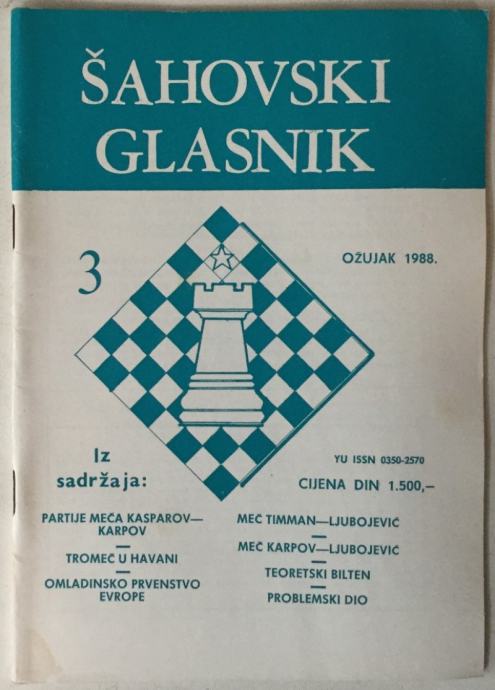 ŠAHOVSKI
GLASNIK
3
OŽUJAK 1988.
Iz
sadržaja:
YU ISSN 0350-2570
CIJENA DIN 1.500,—
PARTIJE MEČA KASPAROV—
KARPOV
—
TROMEČ U HAVANI
—
OMLADINSKO PRVENSTVO
EVROPE
MEČ TIMMAN—LJUBOJEVIĆ
—
MEČ KARPOV—LJUBOJEVIĆ
—
TEORETSKI BILTEN
—
PROBLEMSKI DIO